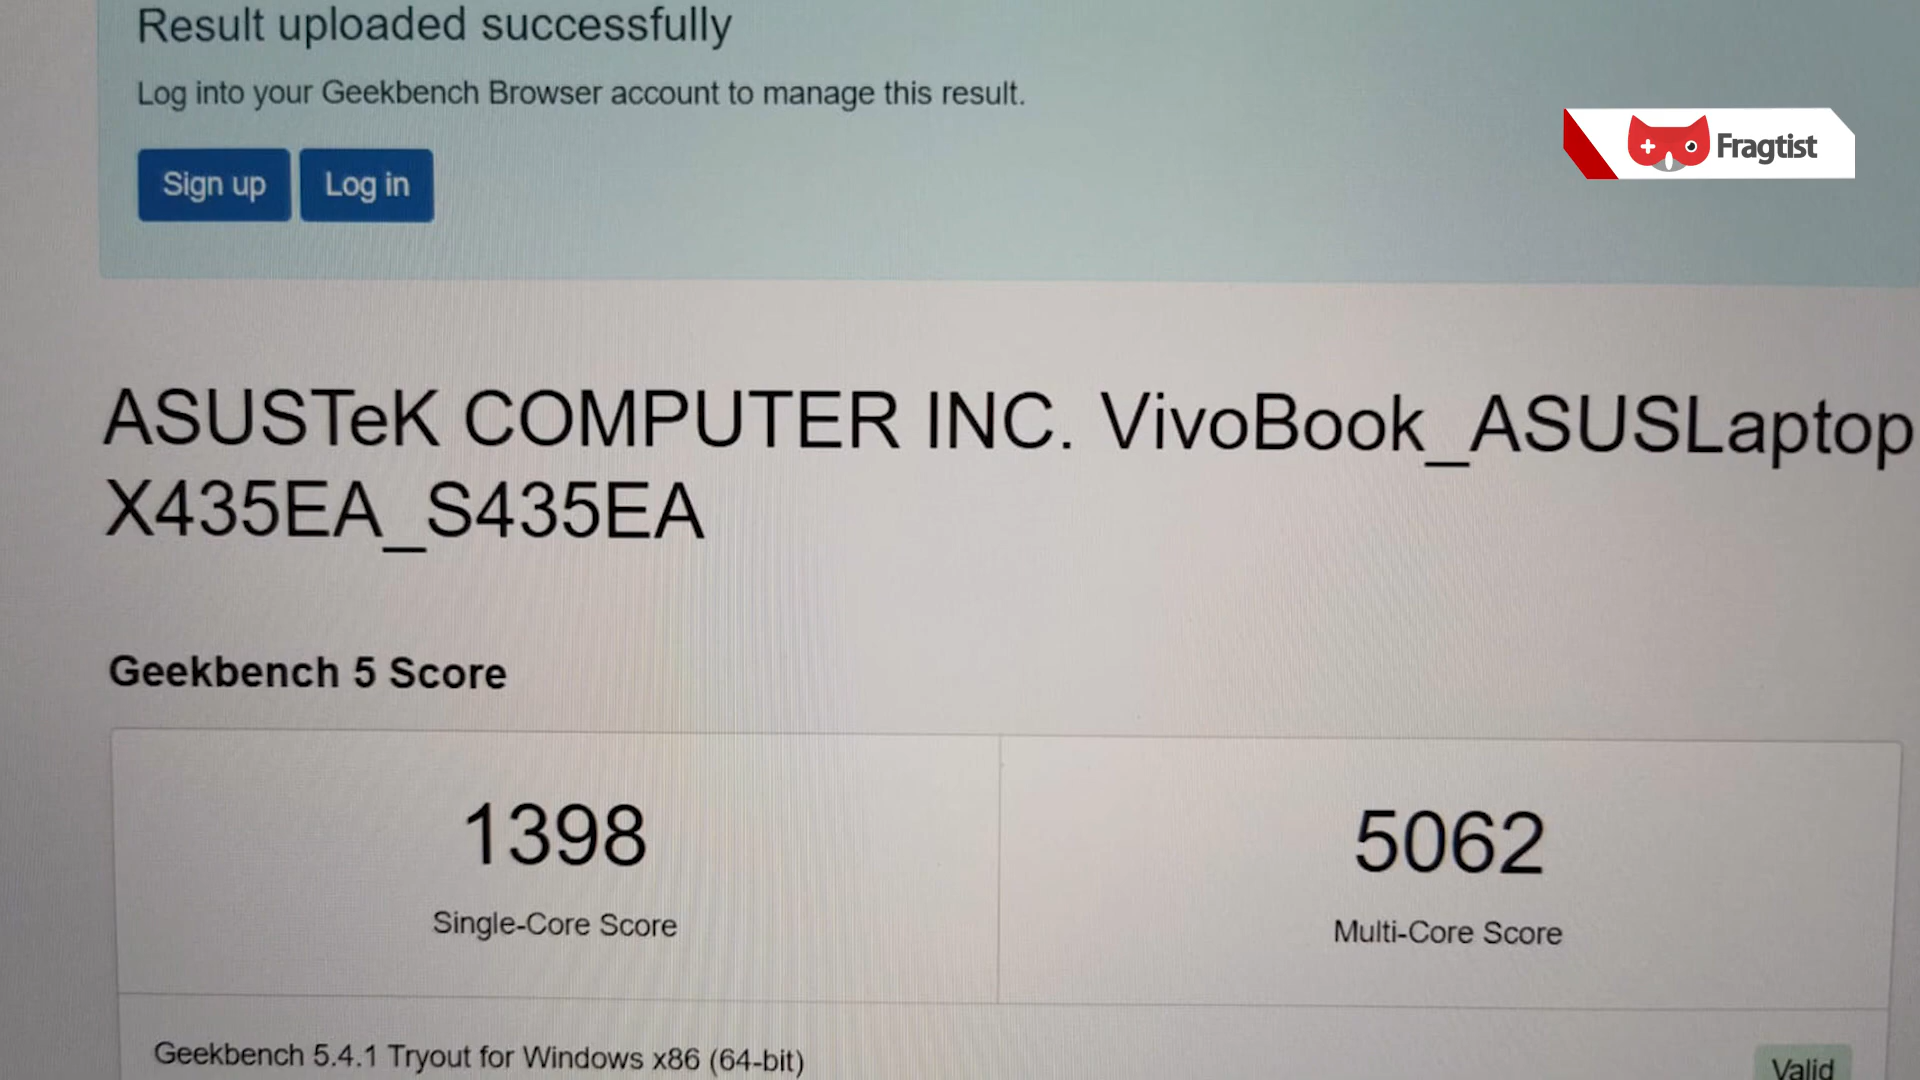 Result uploaded successfully
Log into your Geekbench Browser account to manage this result.
Sign up Log in
Fragtist
ASUSTeK COMPUTER INC. VivoBook_ASUSLaptop
X435EA_S435EA
Geekbench 5 Score
1398 5062
Single-Core Score Multi-Core Score
Geekbench 5.4.1 Tryout for Windows x86 (64-bit) Valid